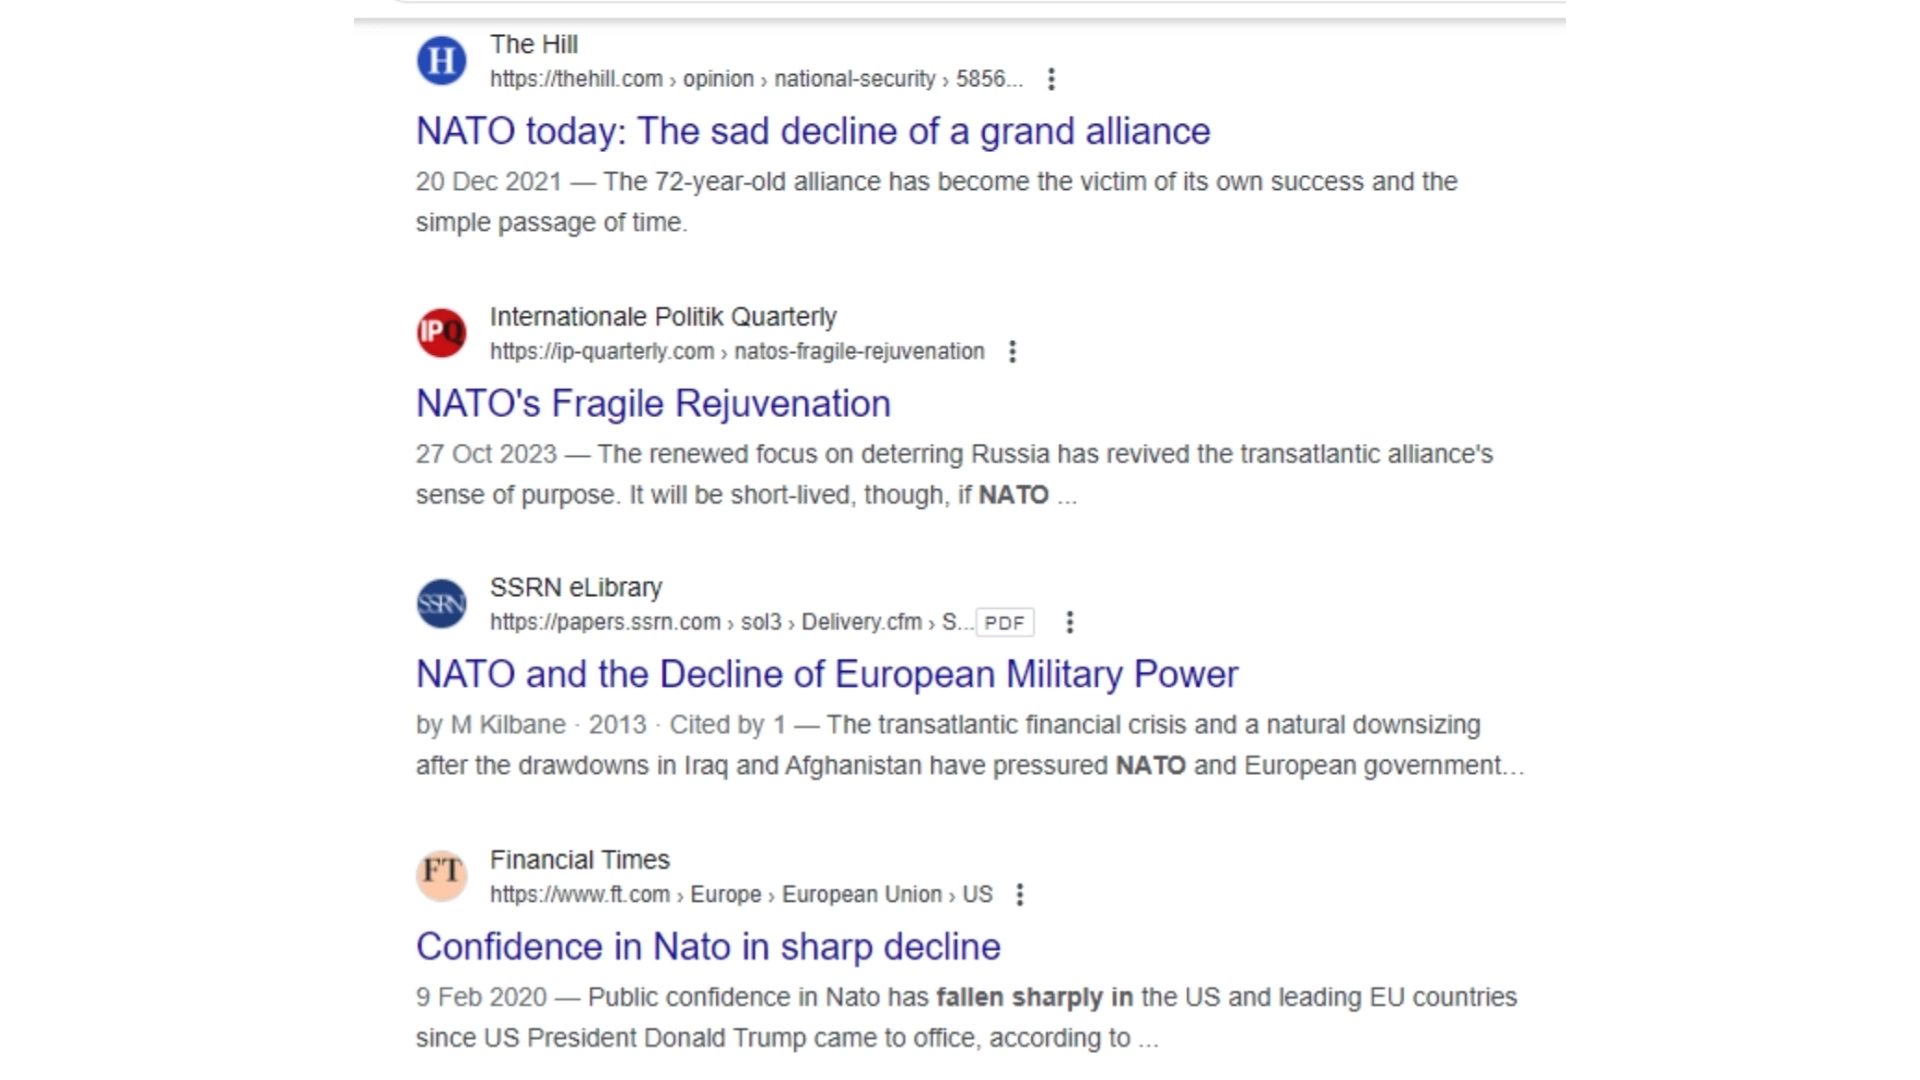 The Hill
https://thehill.com › opinion › national-security › 5856...
NATO today: The sad decline of a grand alliance
20 Dec 2021 — The 72-year-old alliance has become the victim of its own success and the
simple passage of time.
Internationale Politik Quarterly
https://ip-quarterly.com › natos-fragile-rejuvenation
NATO's Fragile Rejuvenation
27 Oct 2023 — The renewed focus on deterring Russia has revived the transatlantic alliance's
sense of purpose. It will be short-lived, though, if NATO ...
SSRN eLibrary
https://papers.ssrn.com › sol3 › Delivery.cfm › S... PDF
NATO and the Decline of European Military Power
by M Kilbane · 2013 · Cited by 1 — The transatlantic financial crisis and a natural downsizing
after the drawdowns in Iraq and Afghanistan have pressured NATO and European government...
Financial Times
https://www.ft.com › Europe › European Union › US
Confidence in Nato in sharp decline
9 Feb 2020 — Public confidence in Nato has fallen sharply in the US and leading EU countries
since US President Donald Trump came to office, according to ...
H
IPQ
SSRN
FT